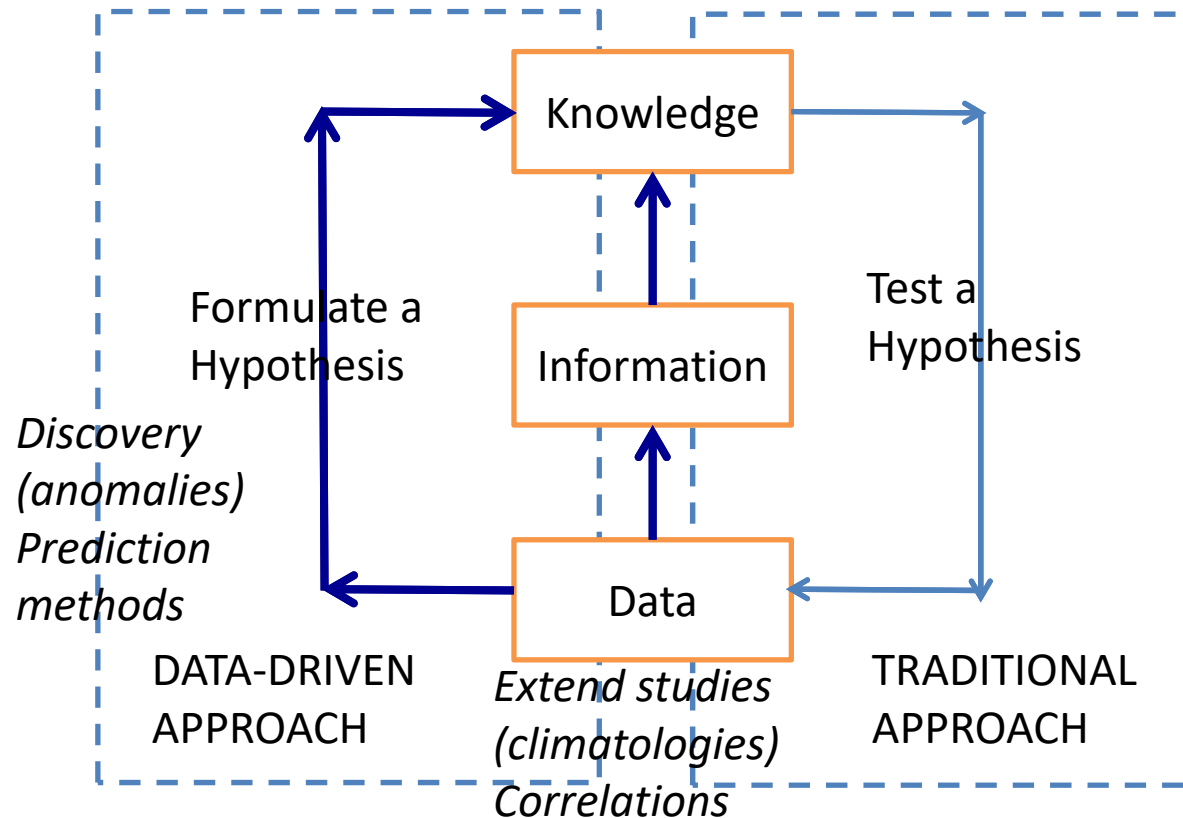 Knowledge
Formulate a
Hypothesis
Test a
Hypothesis
Information
Discovery
(anomalies)
Prediction
methods
Data
DATA-DRIVEN
APPROACH
Extend studies
(climatologies)
Correlations
TRADITIONAL
APPROACH